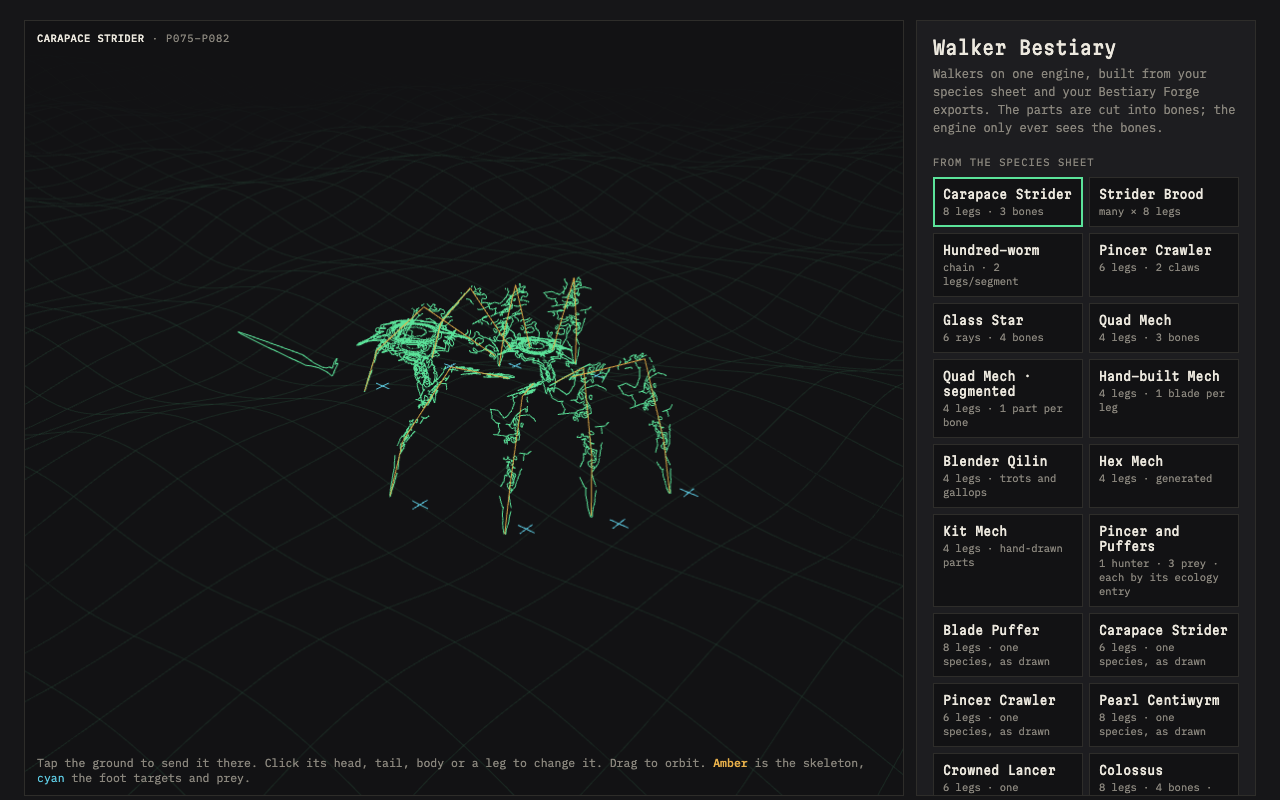 CARAPACE STRIDER · P075–P082
Tap the ground to send it there. Click its head, tail, body or a leg to change it. Drag to orbit. Amber is the skeleton,
cyan the foot targets and prey.
Walker Bestiary
Walkers on one engine, built from your
species sheet and your Bestiary Forge
exports. The parts are cut into bones; the
engine only ever sees the bones.
FROM THE SPECIES SHEET
Carapace Strider
8 legs · 3 bones
Strider Brood
many × 8 legs
Hundred-worm
chain · 2
legs/segment
Pincer Crawler
6 legs · 2 claws
Glass Star
6 rays · 4 bones
Quad Mech
4 legs · 3 bones
Quad Mech ·
segmented
4 legs · 1 part per
bone
Hand-built Mech
4 legs · 1 blade per
leg
Blender Qilin
4 legs · trots and
gallops
Hex Mech
4 legs · generated
Kit Mech
4 legs · hand-drawn
parts
Pincer and
Puffers
1 hunter · 3 prey ·
each by its ecology
entry
Blade Puffer
8 legs · one
species, as drawn
Carapace Strider
6 legs · one
species, as drawn
Pincer Crawler
6 legs · one
species, as drawn
Pearl Centiwyrm
8 legs · one
species, as drawn
Crowned Lancer
6 legs · one
Colossus
8 legs · 4 bones ·